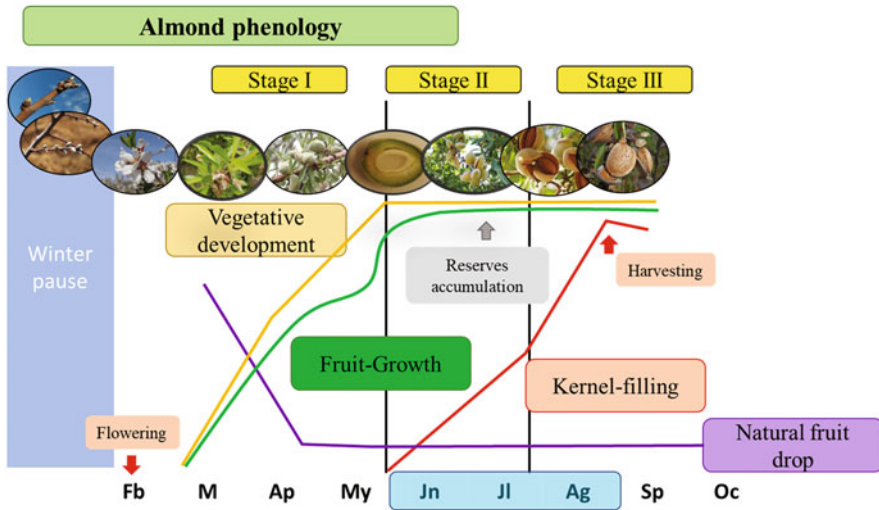 Almond phenology
Stage I
Stage II
Stage III
Winter
pause
Vegetative
development
Reserves
accumulation
Harvesting
Fruit-Growth
Kernel-filling
Flowering
Natural fruit
drop
Fb M Ap My Jn Jl Ag Sp Oc